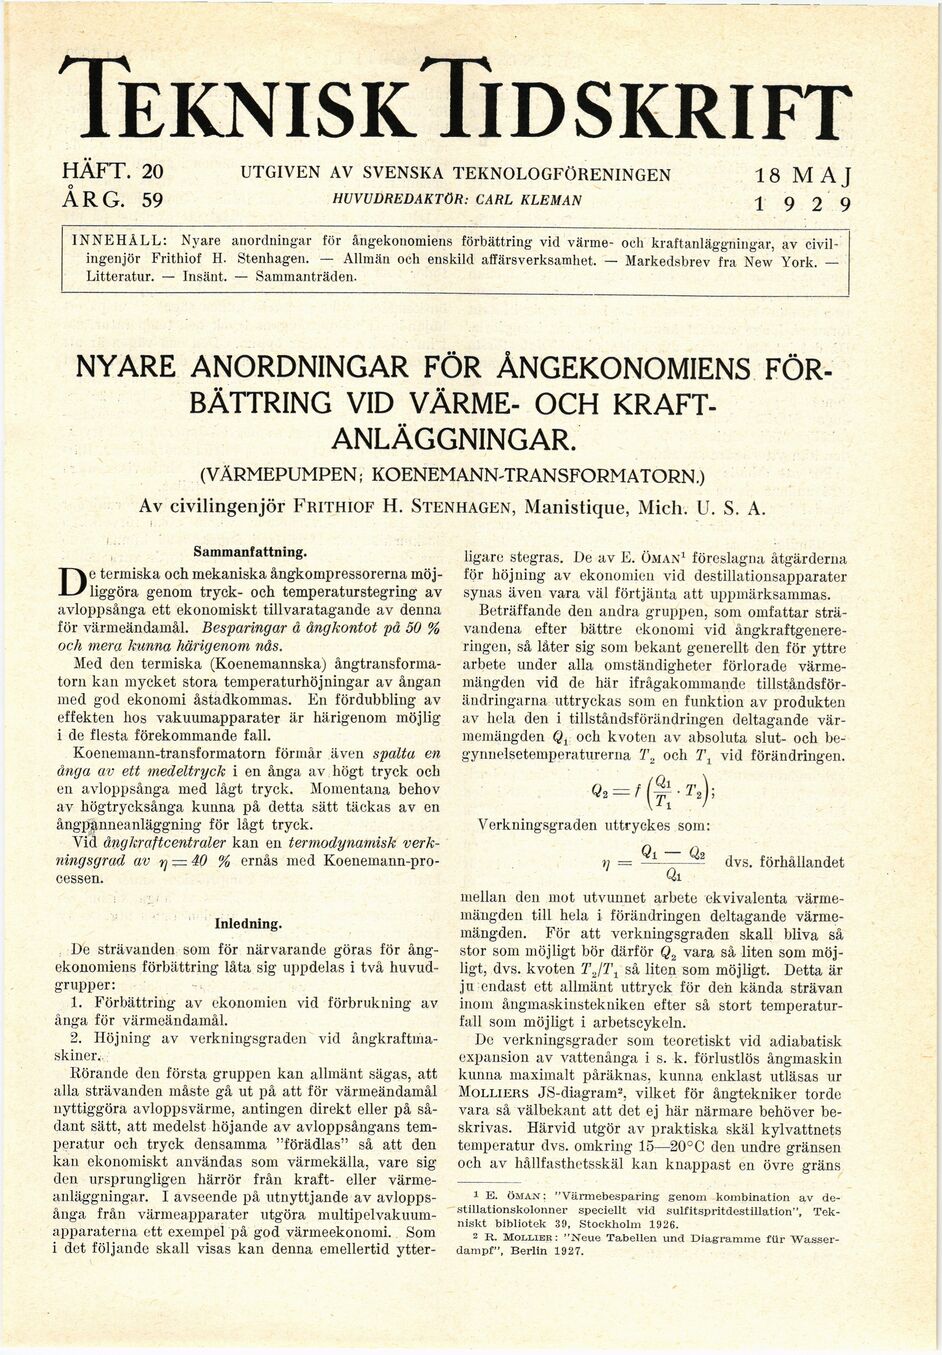 TEKNISK TIDSKRIFT
HÄFT. 20 UTGIVEN AV SVENSKA TEKNOLOGFÖRENINGEN 18 MAJ
ÅRG. 59 HUVUDREDAKTÖR: CARL KLEMAN 1929
INNEHÅLL: Nyare anordningar för ångekonomiens förbättring vid värme- och kraftanläggningar, av civil-
ingenjör Frithiof H. Stenhagen. — Allmän och enskild affärsverksamhet. — Markedsbrev fra New York. —
Litteratur. — Insänt. — Sammanträden.
NYARE ANORDNINGAR FÖR ÅNGEKONOMIENS FÖR-
BÄTTRING VID VÄRME- OCH KRAFT-
ANLÄGGNINGAR.
(VÄRMEPUMPEN; KOENEMANN-TRANSFORMATORN.)
Av civilingenjör FRITHIOF H. STENHAGEN, Manistique, Mich. U. S. A.
Sammanfattning.
De termiska och mekaniska ångkompressorerna möj-
liggöra genom tryck- och temperaturstegring av
avloppsånga ett ekonomiskt tillvaratagande av denna
för värmeändamål. Besparingar å ångkontot på 50 %
och mera kunna härigenom nås.
Med den termiska (Koenemannska) ångtransforma-
torn kan mycket stora temperaturhöjningar av ångan
med god ekonomi åstadkommas. En fördubbling av
effekten hos vakuumapparater är härigenom möjlig
i de flesta förekommande fall.
Koenemann-transformatorn förmår även spalta en
ånga av ett medeltryck i en ånga av högt tryck och
en avloppsånga med lågt tryck. Momentana behov
av högtrycksånga kunna på detta sätt täckas av en
ångpanneanläggning för lågt tryck.
Vid ångkraftcentraler kan en termodynamisk verk-
ningsgrad av η = 40 % ernås med Koenemann-pro-
cessen.
Inledning.
De strävanden som för närvarande göras för ång-
ekonomiens förbättring låta sig uppdelas i två huvud-
grupper:
1. Förbättring av ekonomien vid förbrukning av
ånga för värmeändamål.
2. Höjning av verkningsgraden vid ångkraftma-
skiner.
Rörande den första gruppen kan allmänt sägas, att
alla strävanden måste gå ut på att för värmeändamål
nyttiggöra avloppsvärme, antingen direkt eller på så-
dant sätt, att medelst höjande av avloppsångans tem-
peratur och tryck densamma ”förädlas” så att den
kan ekonomiskt användas som värmekälla, vare sig
den ursprungligen härrör från kraft- eller värme-
anläggningar. I avseende på utnyttjande av avlopps-
ånga från värmeapparater utgöra multipelvakuum-
apparaterna ett exempel på god värmeekonomi. Som
i det följande skall visas kan denna emellertid ytter-
ligare stegras. De av E. ÖMAN¹ föreslagna åtgärderna
för höjning av ekonomien vid destillationsapparater
synas även vara väl förtjänta att uppmärksammas.
Beträffande den andra gruppen, som omfattar strä-
vandena efter bättre ekonomi vid ångkraftgenere-
ringen, så låter sig som bekant generellt den för yttre
arbete under alla omständigheter förlorade värme-
mängden vid de här ifrågakommande tillståndsför-
ändringarna uttryckas som en funktion av produkten
av hela den i tillståndsförändringen deltagande vär-
memängden Q₁ och kvoten av absoluta slut- och be-
gynnelsetemperaturerna T₂ och T₁ vid förändringen.
Q₂ = f (Q₁/T₁ · T₂);
Verkningsgraden uttryckes som:
η = (Q₁ — Q₂)/Q₁ dvs. förhållandet
mellan den mot utvunnet arbete ekvivalenta värme-
mängden till hela i förändringen deltagande värme-
mängden. För att verkningsgraden skall bliva så
stor som möjligt bör därför Q₂ vara så liten som möj-
ligt, dvs. kvoten T₂/T₁ så liten som möjligt. Detta är
ju endast ett allmänt uttryck för den kända strävan
inom ångmaskinstekniken efter så stort temperatur-
fall som möjligt i arbetscykeln.
De verkningsgrader som teoretiskt vid adiabatisk
expansion av vattenånga i s. k. förlustlös ångmaskin
kunna maximalt påräknas, kunna enklast utläsas ur
MOLLIERS JS-diagram², vilket för ångtekniker torde
vara så välbekant att det ej här närmare behöver be-
skrivas. Härvid utgör av praktiska skäl kylvattnets
temperatur dvs. omkring 15—20°C den undre gränsen
och av hållfasthetsskäl kan knappast en övre gräns
¹ E. ÖMAN: ”Värmebesparing genom kombination av de-
stillationskolonner speciellt vid sulfitspritdestillation”, Tek-
niskt bibliotek 39, Stockholm 1926.
² R. MOLLIER: ”Neue Tabellen und Diagramme für Wasser-
dampf”, Berlin 1927.